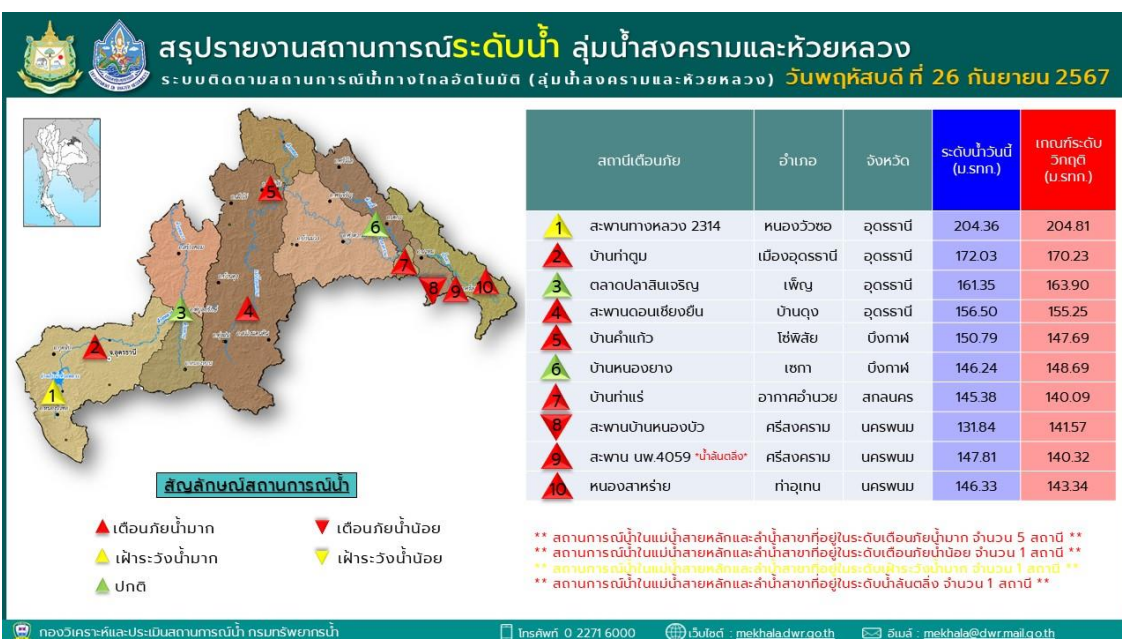 สรุปรายงานสถานการณ์ระดับน้ำ ลุ่มน้ำสงครามและห้วยหลวง
ระบบติดตามสถานการณ์น้ำทางไกลอัตโนมัติ (ลุ่มน้ำสงครามและห้วยหลวง) วันพฤหัสบดี ที่ 26 กันยายน 2567
สถานีเตือนภัย อำเภอ จังหวัด ระดับน้ำวันนี้ (ม.รทก.) เกณฑ์ระดับวิกฤติ (ม.รทก.)
1 สะพานทางหลวง 2314 หนองวัวซอ อุดรธานี 204.36 204.81
2 บ้านท่าตูม เมืองอุดรธานี อุดรธานี 172.03 170.23
3 ตลาดปลาสินเจริญ เพ็ญ อุดรธานี 161.35 163.90
4 สะพานดอนเชียงยืน บ้านดุง อุดรธานี 156.50 155.25
5 บ้านคำแก้ว โซ่พิสัย บึงกาฬ 150.79 147.69
6 บ้านหนองยาง เซกา บึงกาฬ 146.24 148.69
7 บ้านท่าแร่ อากาศอำนวย สกลนคร 145.38 140.09
8 สะพานบ้านหนองบัว ศรีสงคราม นครพนม 131.84 141.57
9 สะพาน นพ.4059 *น้ำล้นตลิ่ง* ศรีสงคราม นครพนม 147.81 140.32
10 หนองสาหร่าย ท่าอุเทน นครพนม 146.33 143.34
5
6
7
8 9 10
3 4
2
จ.อุดรธานี
1
สัญลักษณ์สถานการณ์น้ำ
เตือนภัยน้ำมาก เตือนภัยน้ำน้อย
เฝ้าระวังน้ำมาก เฝ้าระวังน้ำน้อย
ปกติ
** สถานการณ์น้ำในแม่น้ำสายหลักและลำน้ำสาขาที่อยู่ในระดับเตือนภัยน้ำมาก จำนวน 5 สถานี **
** สถานการณ์น้ำในแม่น้ำสายหลักและลำน้ำสาขาที่อยู่ในระดับเตือนภัยน้ำน้อย จำนวน 1 สถานี **
** สถานการณ์น้ำในแม่น้ำสายหลักและลำน้ำสาขาที่อยู่ในระดับเฝ้าระวังน้ำมาก จำนวน 1 สถานี **
** สถานการณ์น้ำในแม่น้ำสายหลักและลำน้ำสาขาที่อยู่ในระดับน้ำล้นตลิ่ง จำนวน 1 สถานี **
กองวิเคราะห์และประเมินสถานการณ์น้ำ กรมทรัพยากรน้ำ โทรศัพท์ 0 2271 6000 เว็บไซต์ : mekhala.dwr.go.th อีเมล์ : mekhala@dwr.mail.go.th